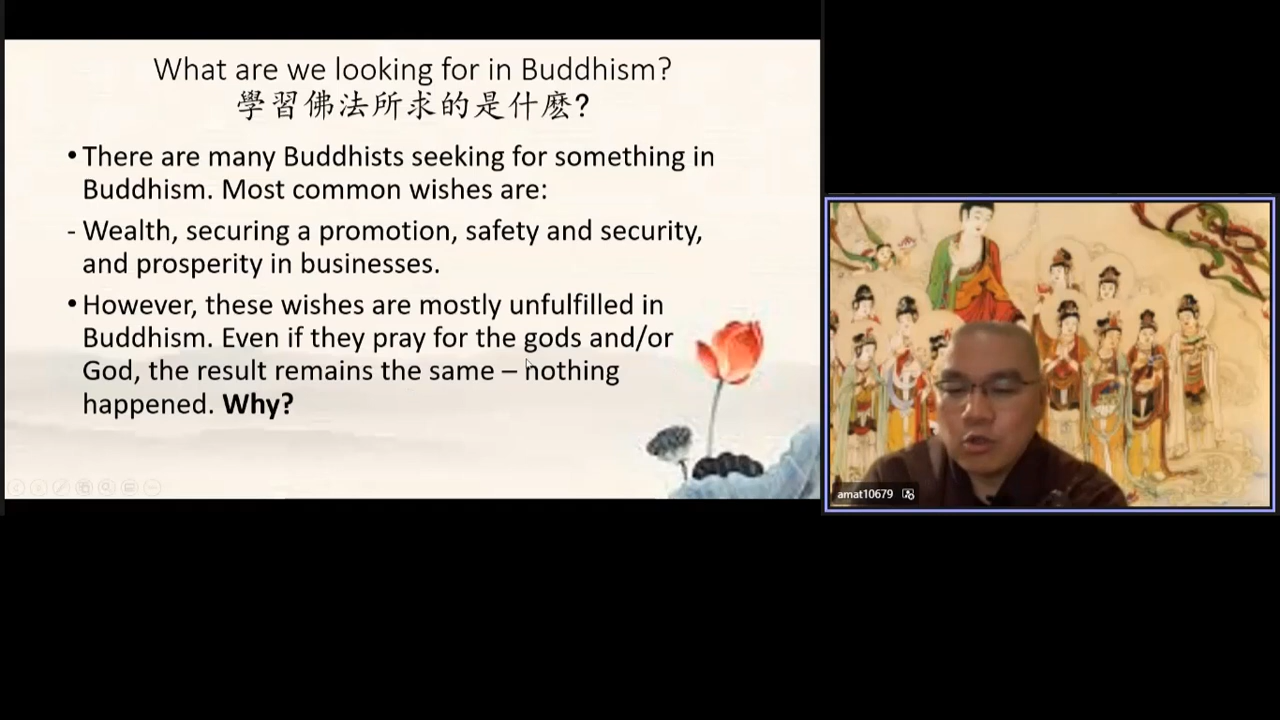 What are we looking for in Buddhism?
學習佛法所求的是什麼?
•There are many Buddhists seeking for something in
Buddhism. Most common wishes are:
- Wealth, securing a promotion, safety and security,
and prosperity in businesses.
•However, these wishes are mostly unfulfilled in
Buddhism. Even if they pray for the gods and/or
God, the result remains the same – nothing
happened. Why?
amat10679